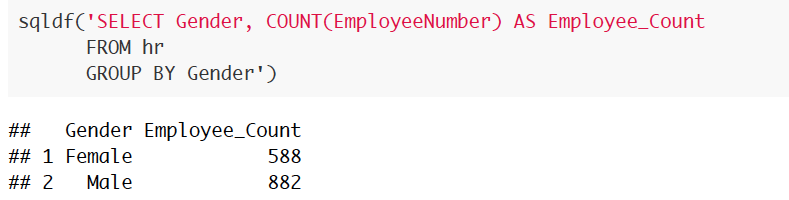 sqldf('SELECT Gender, COUNT(EmployeeNumber) AS Employee_Count
      FROM hr
      GROUP BY Gender')
##   Gender Employee_Count
## 1 Female            588
## 2   Male            882